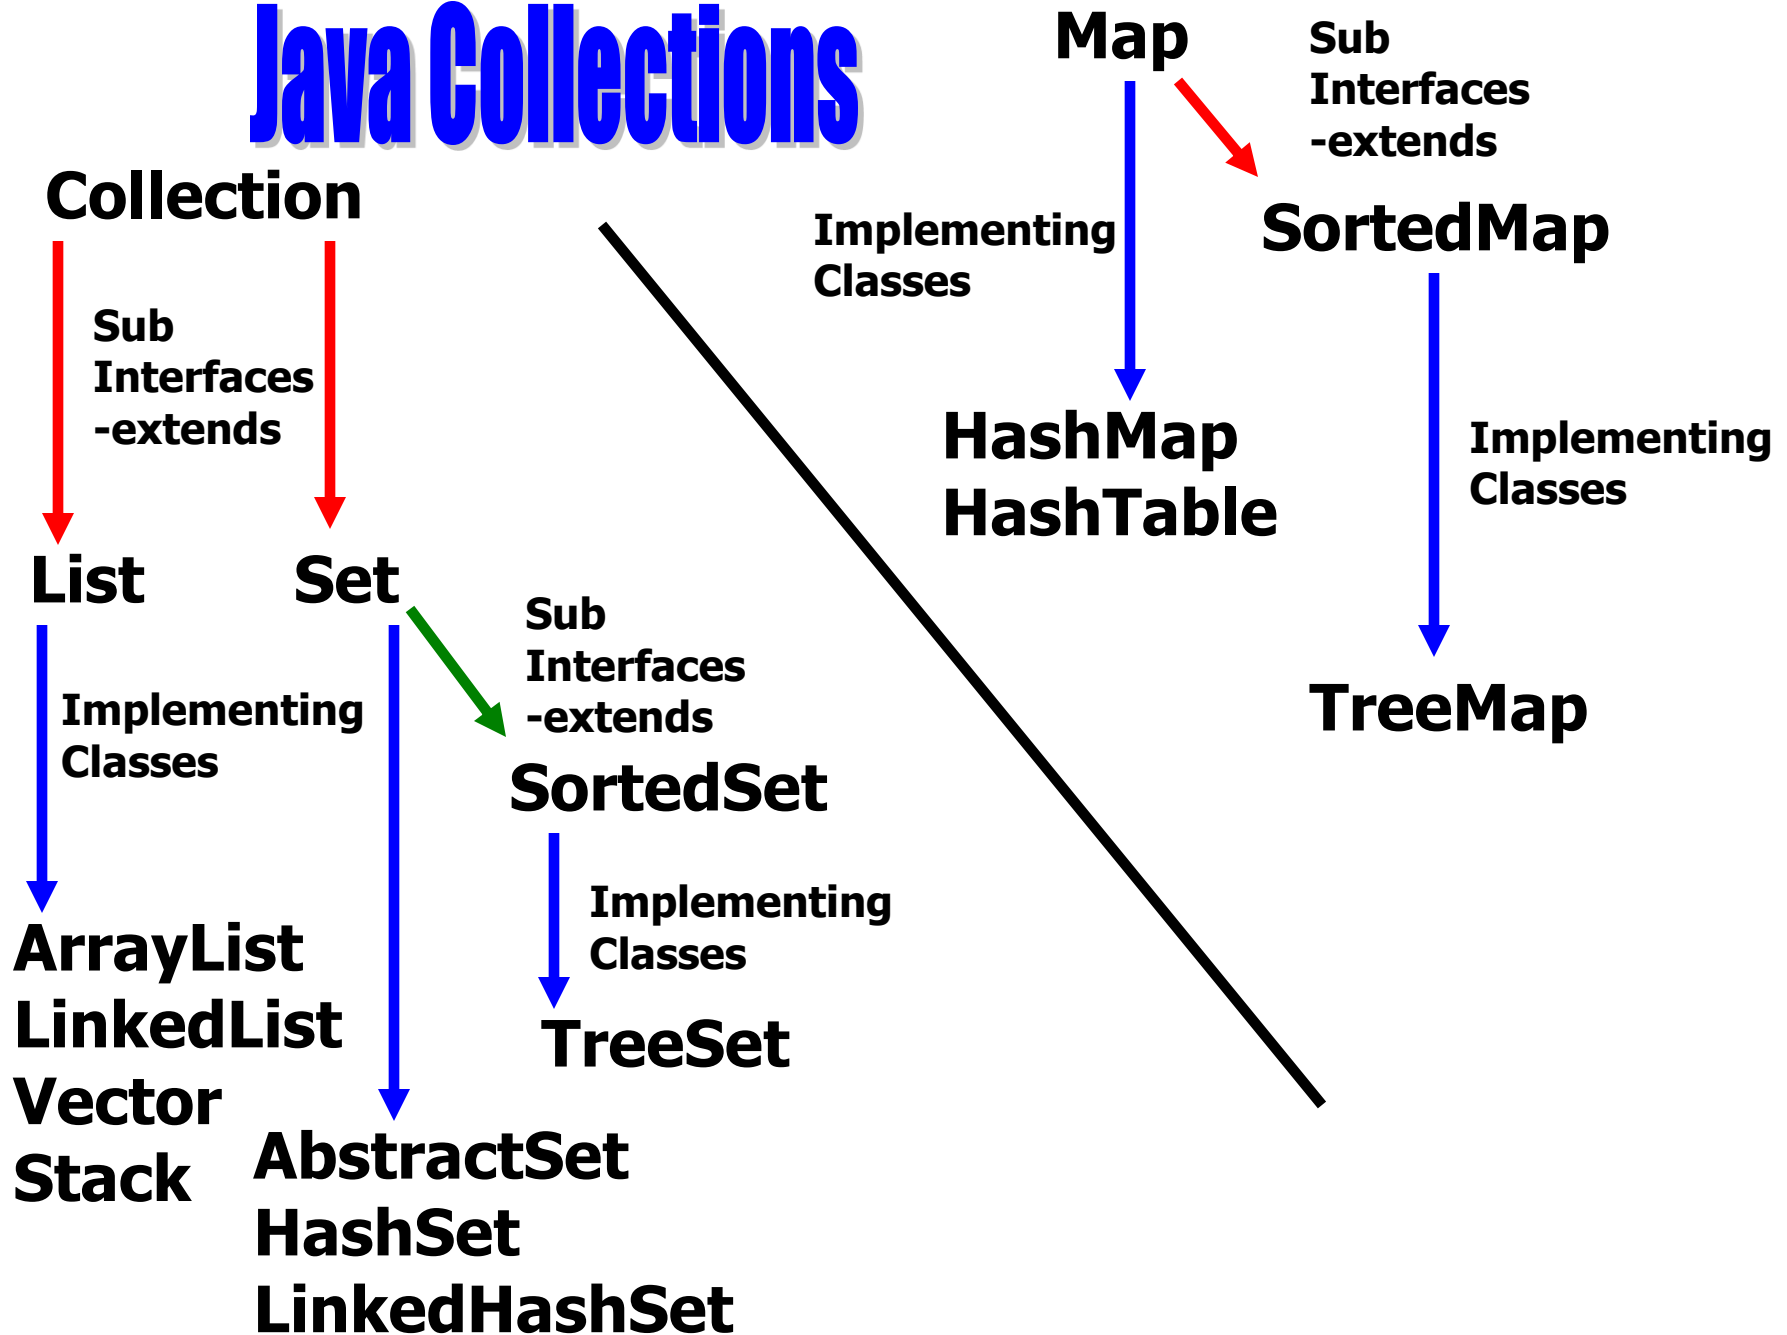 Java Collections
Collection
Sub
Interfaces
-extends
List
Set
Implementing
Classes
ArrayList
LinkedList
Vector
Stack
Sub
Interfaces
-extends
SortedSet
Implementing
Classes
TreeSet
AbstractSet
HashSet
LinkedHashSet
Map
Sub
Interfaces
-extends
SortedMap
Implementing
Classes
HashMap
HashTable
Implementing
Classes
TreeMap